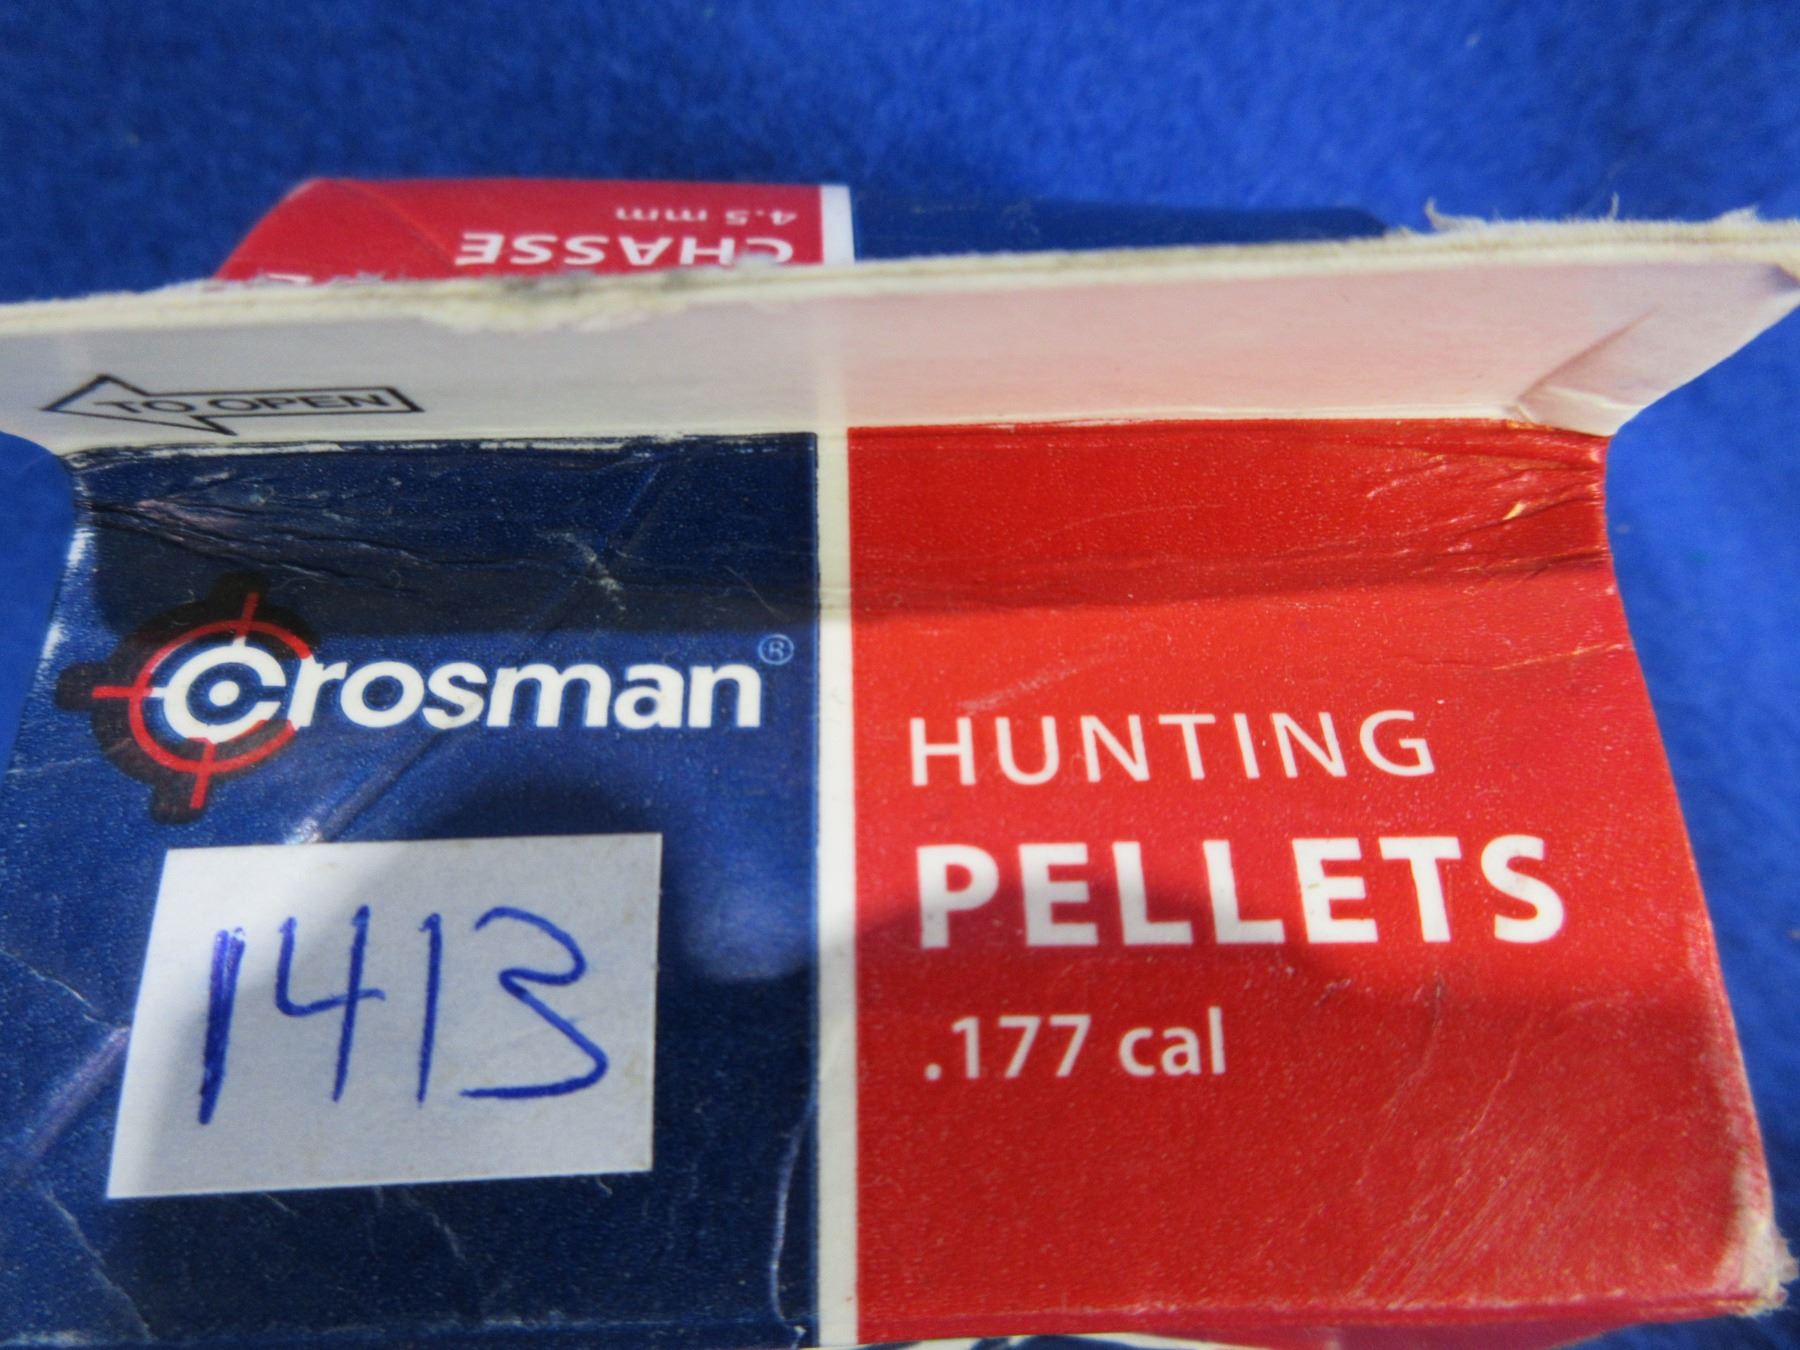 4.5 mm
CHASSE
TO OPEN
Crosman®
HUNTING
PELLETS
.177 cal
1413